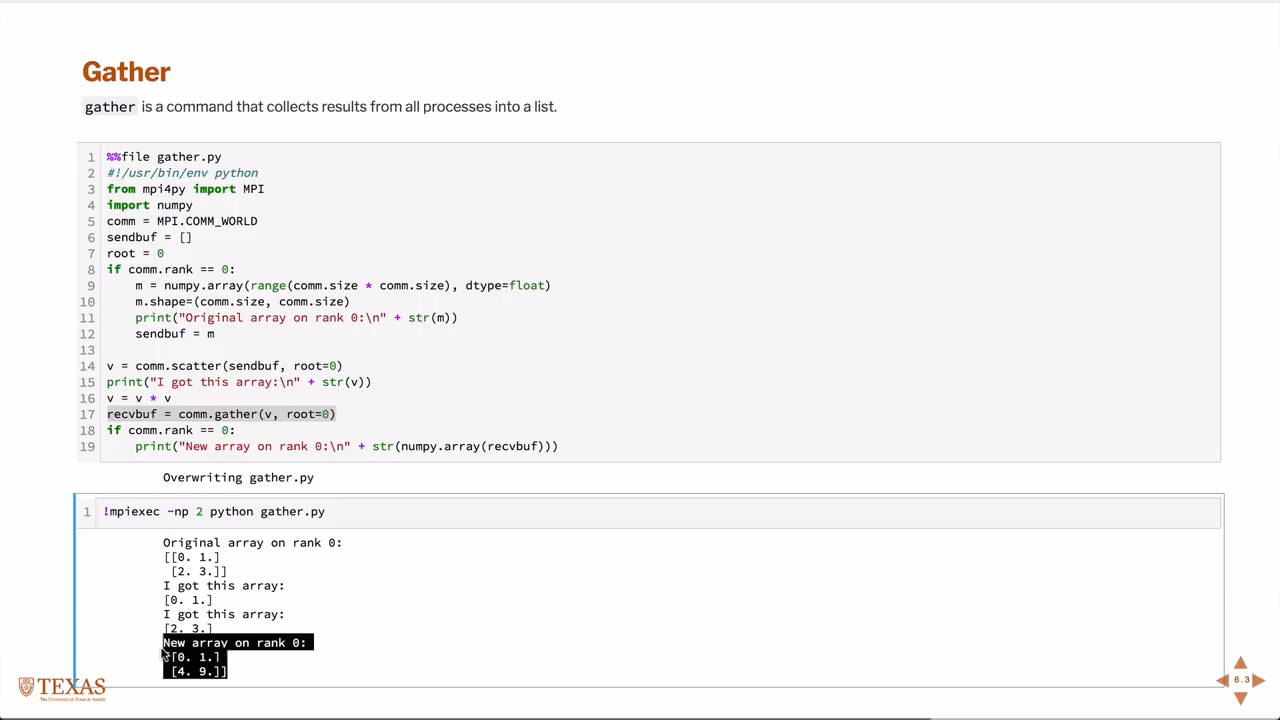 Gather
gather is a command that collects results from all processes into a list.
1 %%file gather.py
2 #!/usr/bin/env python
3 from mpi4py import MPI
4 import numpy
5 comm = MPI.COMM_WORLD
6 sendbuf = []
7 root = 0
8 if comm.rank == 0:
9     m = numpy.array(range(comm.size * comm.size), dtype=float)
10     m.shape=(comm.size, comm.size)
11     print("Original array on rank 0:\n" + str(m))
12     sendbuf = m
13
14 v = comm.scatter(sendbuf, root=0)
15 print("I got this array:\n" + str(v))
16 v = v * v
17 recvbuf = comm.gather(v, root=0)
18 if comm.rank == 0:
19     print("New array on rank 0:\n" + str(numpy.array(recvbuf)))
Overwriting gather.py
1 !mpiexec -np 2 python gather.py
Original array on rank 0:
[[0. 1.]
 [2. 3.]]
I got this array:
[0. 1.]
I got this array:
[2. 3.]
New array on rank 0:
[[0. 1.]
 [4. 9.]]
TEXAS
The University of Texas at Austin
6.3